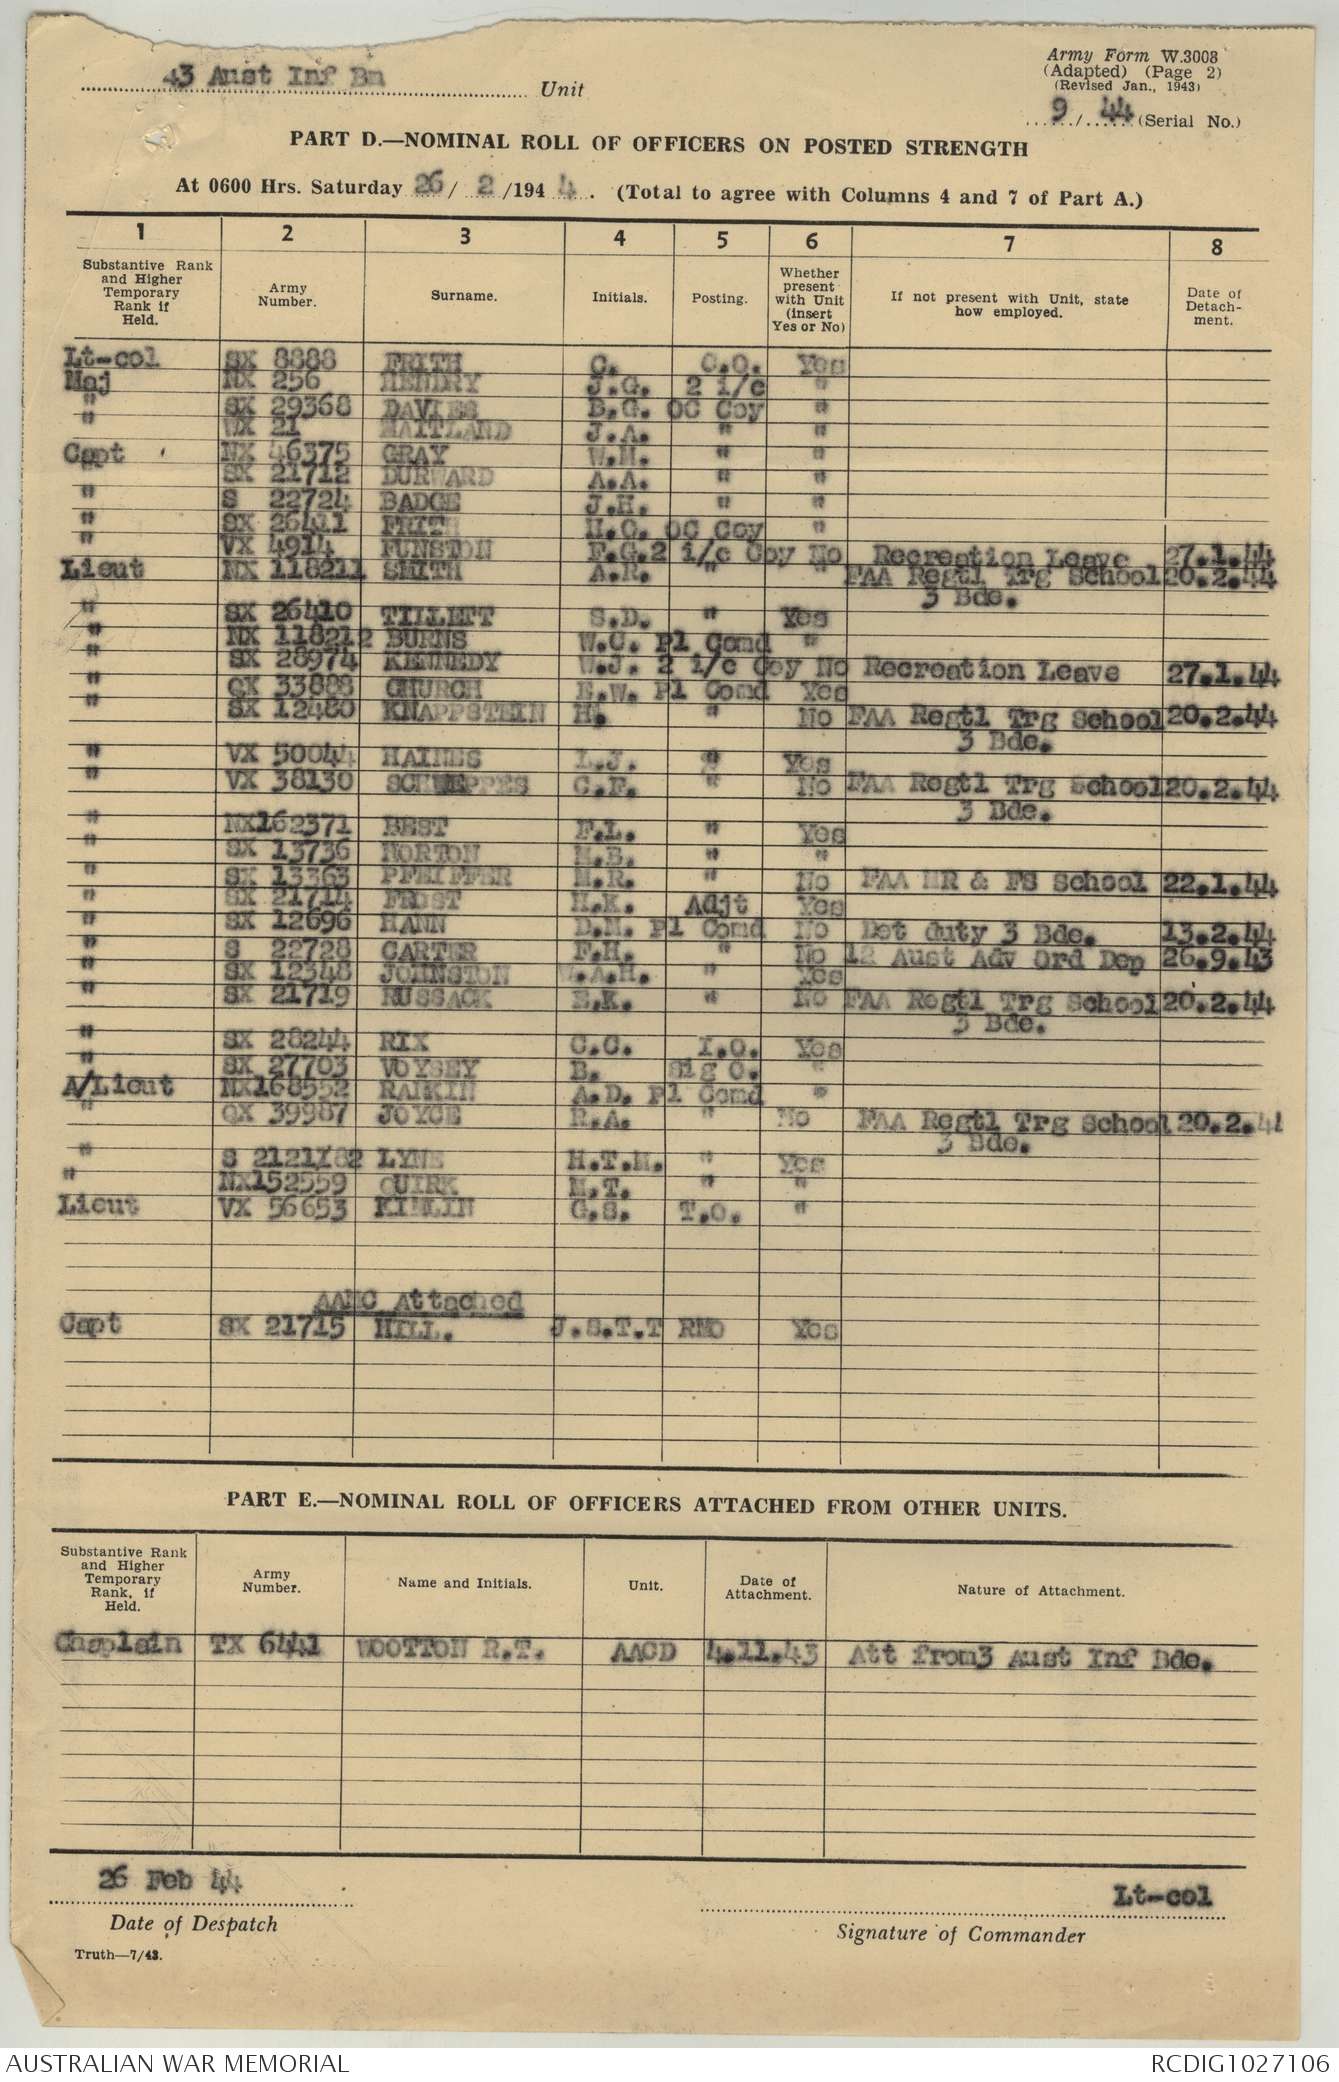 43 Aust Inf Bn Unit
Army Form W.3008
(Adapted) (Page 2)
(Revised Jan., 1943)
9/44 (Serial No.)
PART D.—NOMINAL ROLL OF OFFICERS ON POSTED STRENGTH
At 0600 Hrs. Saturday 26/ 2 /1944. (Total to agree with Columns 4 and 7 of Part A.)
1 2 3 4 5 6 7 8
Substantive Rank and Higher Temporary Rank if Held. Army Number. Surname. Initials. Posting. Whether present with Unit (insert Yes or No) If not present with Unit, state how employed. Date of Detach-ment.
Lt-col SX 8888 FRITH C. C.O. Yes
Maj NX 256 HENDRY J.G. 2 i/c "
" SX 29368 DAVIES B.G. OC Coy "
" WX 21 MAITLAND J.A. " "
Capt NX 46375 GRAY W.M. " "
" SX 21712 DURWARD A.A. " "
" S 22724 BADGE J.H. " "
" SX 26411 FRITH H.C. OC Coy "
" VX 4914 FUNSTON F.G. 2 i/c Coy No Recreation Leave 27.1.44
Lieut NX 118211 SMITH A.R. " " FAA Regtl Trg School 20.2.44
3 Bde.
" SX 26410 TILLETT S.D. " Yes
" NX 118212 BURNS W.C. Pl Comd "
" SX 28974 KENNEDY W.J. 2 i/c Coy No Recreation Leave 27.1.44
" QX 33888 CHURCH E.W. Pl Comd Yes
" SX 12480 KNAPPSTEIN H. " No FAA Regtl Trg School 20.2.44
3 Bde.
" VX 50044 HAINES L.J. " Yes
" VX 38130 SCHWEPPES C.F. " No FAA Regtl Trg School 20.2.44
3 Bde.
" NX162371 BEST F.L. " Yes
" SX 13736 NORTON M.B. " "
" SX 13363 PFEIFFER M.R. " No FAA HR & FS School 22.1.44
" SX 21714 FROST H.K. Adjt Yes
" SX 12696 HANN D.M. Pl Comd No Det duty 3 Bde. 13.2.44
" S 22728 CARTER F.H. " No 12 Aust Adv Ord Dep 26.9.43
" SX 12348 JOHNSTON W.A.H. " Yes
" SX 21719 RUSSACK E.K. " No FAA Regtl Trg School 20.2.44
3 Bde.
" SX 28244 RIX C.C. I.O. Yes
" SX 27703 VOYSEY B. Sig O. "
A/Lieut NX168552 RANKIN A.D. Pl Comd "
" QX 39987 JOYCE R.A. " No FAA Regtl Trg School 20.2.44
3 Bde.
" S 2121182 LYNE H.T.M. " Yes
" NX152559 QUIRK M.T. " "
Lieut VX 56653 KIMLIN G.S. T.O. "
AAMC Attached
Capt SX 21715 HILL. J.S.T.T RMO Yes
PART E.—NOMINAL ROLL OF OFFICERS ATTACHED FROM OTHER UNITS.
Substantive Rank and Higher Temporary Rank, if Held. Army Number. Name and Initials. Unit. Date of Attachment. Nature of Attachment.
Chaplain TX 6441 WOOTTON R.T. AACD 4.11.43 Att from3 Aust Inf Bde.
26 Feb 44
Lt-col
Date of Despatch Signature of Commander
Truth—7/43.
AUSTRALIAN WAR MEMORIAL RCDIG1027106